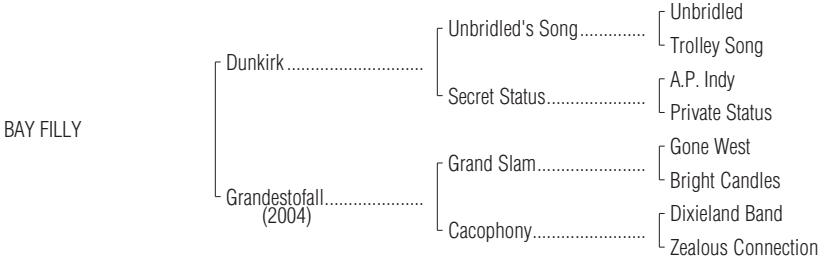 Unbridled
Unbridled's Song..............
Trolley Song
Dunkirk.............................
A.P. Indy
Secret Status.....................
Private Status
BAY FILLY
Gone West
Grand Slam.......................
Bright Candles
Grandestofall.....................
(2004)
Dixieland Band
Cacophony........................
Zealous Connection